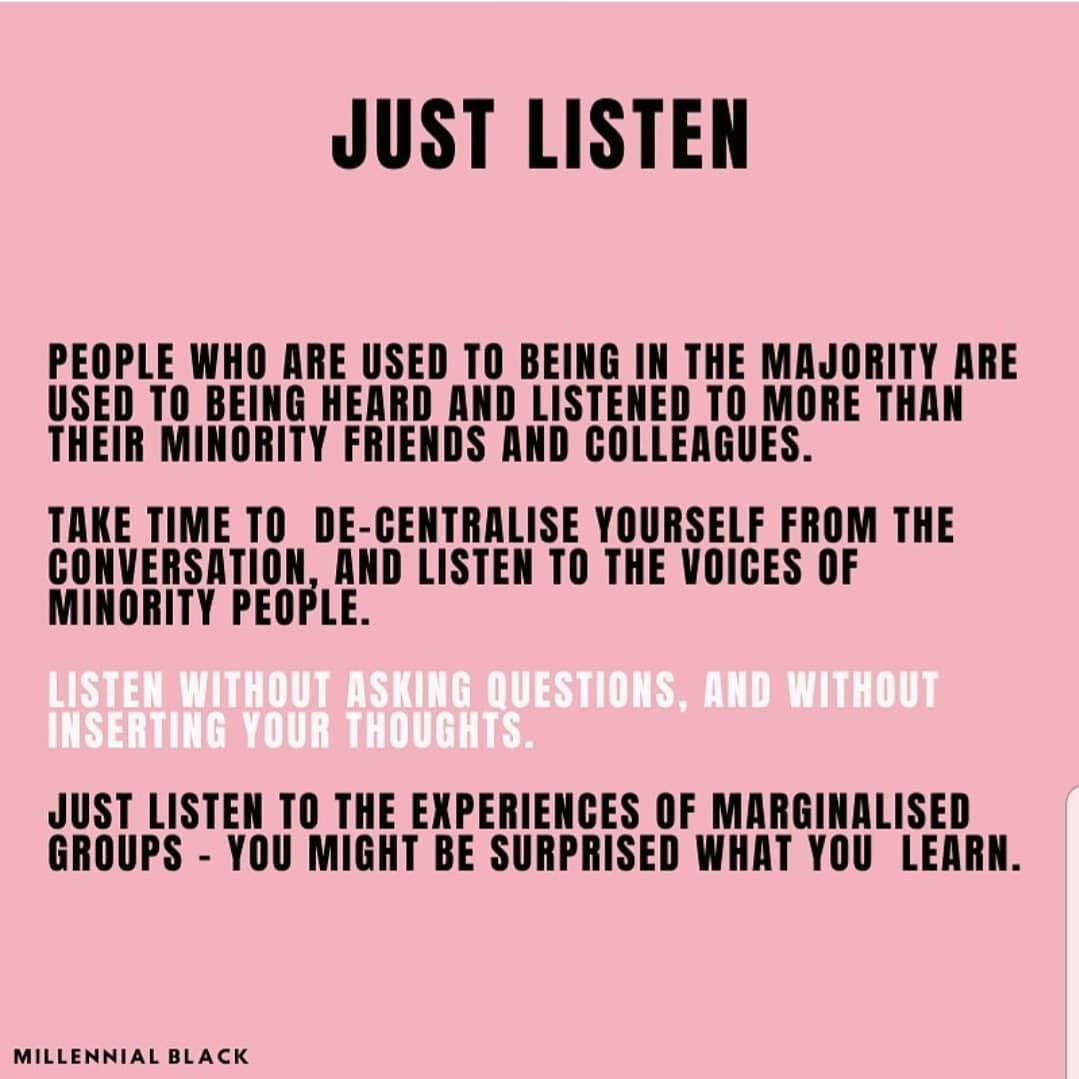 JUST LISTEN
PEOPLE WHO ARE USED TO BEING IN THE MAJORITY ARE
USED TO BEING HEARD AND LISTENED TO MORE THAN
THEIR MINORITY FRIENDS AND COLLEAGUES.
TAKE TIME TO DE-CENTRALISE YOURSELF FROM THE
CONVERSATION, AND LISTEN TO THE VOICES OF
MINORITY PEOPLE.
LISTEN WITHOUT ASKING QUESTIONS, AND WITHOUT
INSERTING YOUR THOUGHTS.
JUST LISTEN TO THE EXPERIENCES OF MARGINALISED
GROUPS - YOU MIGHT BE SURPRISED WHAT YOU LEARN.
MILLENNIAL BLACK